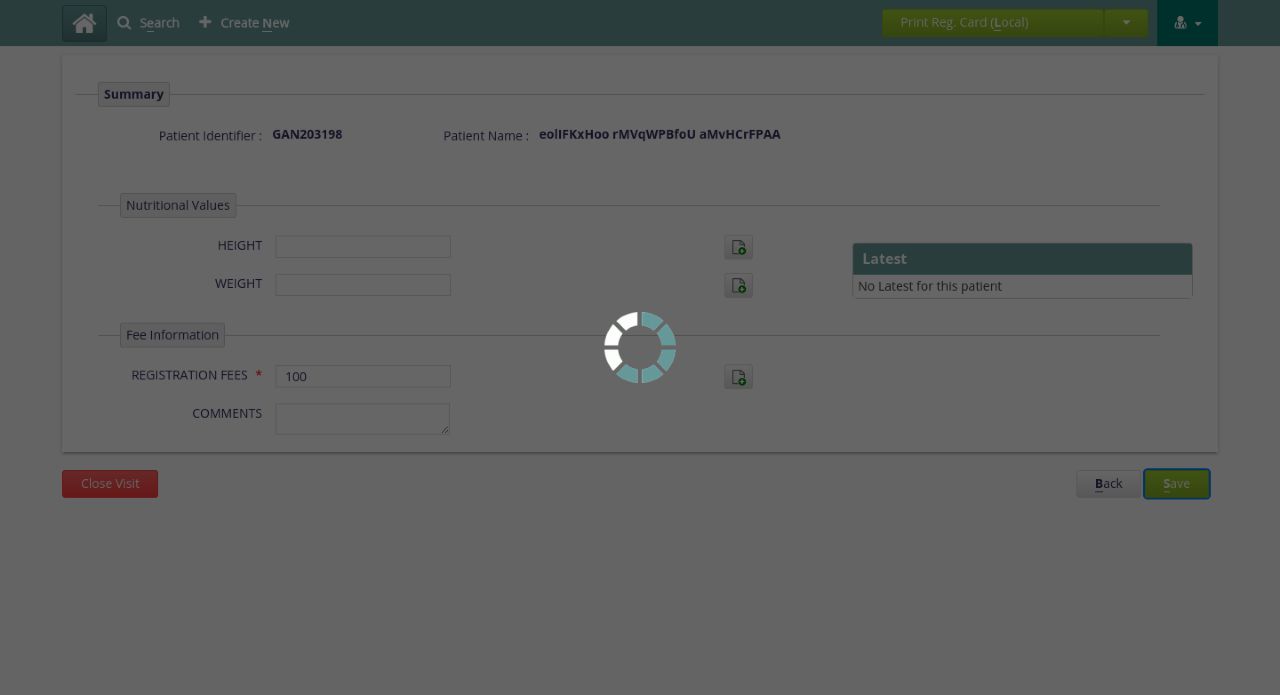 Search
Create New
Print Reg. Card (Local)
Summary
Patient Identifier : GAN203198 Patient Name : eolIFKxHoo rMVqWPBfoU aMvHCrFPAA
Nutritional Values
HEIGHT
Latest
WEIGHT
No Latest for this patient
Fee Information
REGISTRATION FEES * 100
COMMENTS
Close Visit
Back
Save